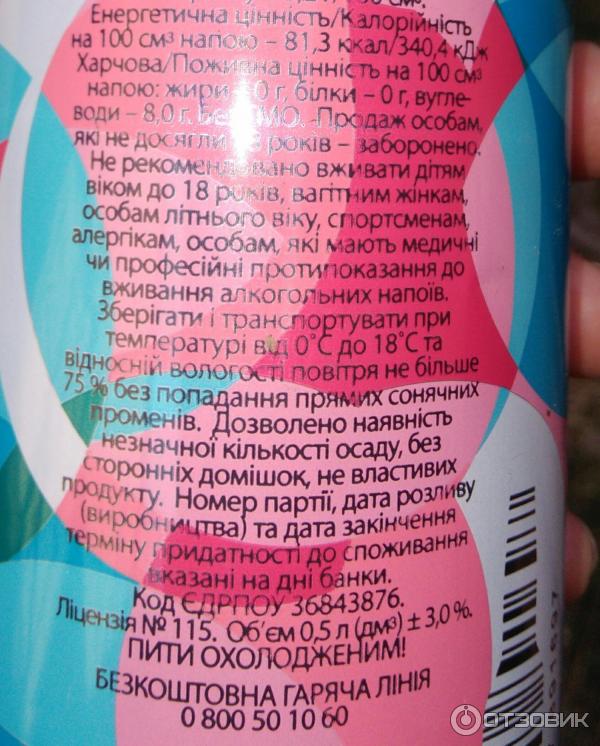 Енергетична цінність/Калорійність
на 100 см³ напою – 81,3 ккал/340,4 кДж
Харчова/Поживна цінність на 100 см³
напою: жири – 0 г, білки – 0 г, вугле-
води – 8,0 г. Без ГМО. Продаж особам,
які не досягли 18 років – заборонено.
Не рекомендовано вживати дітям
віком до 18 років, вагітним жінкам,
особам літнього віку, спортсменам,
алергікам, особам, які мають медичні
чи професійні протипоказання до
вживання алкогольних напоїв.
Зберігати і транспортувати при
температурі від 0°С до 18°С та
відносній вологості повітря не більше
75 % без попадання прямих сонячних
променів. Дозволено наявність
незначної кількості осаду, без
сторонніх домішок, не властивих
продукту. Номер партії, дата розливу
(виробництва) та дата закінчення
терміну придатності до споживання
вказані на дні банки.
Код ЄДРПОУ 36843876.
Ліцензія № 115. Об'єм 0,5 л (дм³) ± 3,0%.
ПИТИ ОХОЛОДЖЕНИМ!
БЕЗКОШТОВНА ГАРЯЧА ЛІНІЯ
0 800 50 10 60
ОТЗОВИК